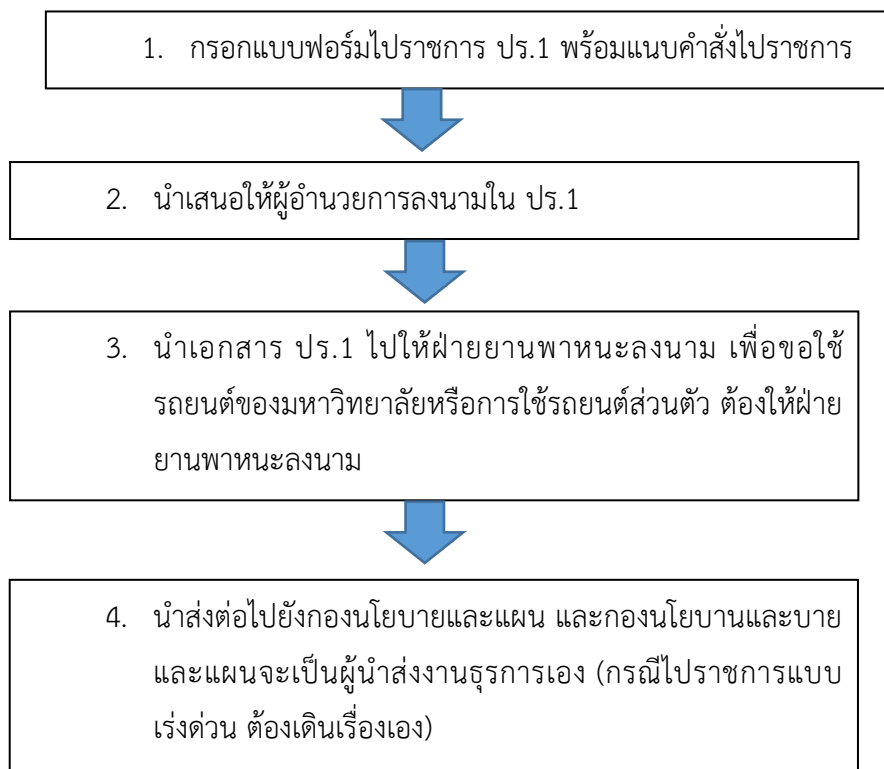 1. กรอกแบบฟอร์มไปราชการ ปร.1 พร้อมแนบคำสั่งไปราชการ
2. นำเสนอให้ผู้อำนวยการลงนามใน ปร.1
3. นำเอกสาร ปร.1 ไปให้ฝ่ายยานพาหนะลงนาม เพื่อขอใช้
รถยนต์ของมหาวิทยาลัยหรือการใช้รถยนต์ส่วนตัว ต้องให้ฝ่าย
ยานพาหนะลงนาม
4. นำส่งต่อไปยังกองนโยบายและแผน และกองนโยบานและบาย
และแผนจะเป็นผู้นำส่งงานธุรการเอง (กรณีไปราชการแบบ
เร่งด่วน ต้องเดินเรื่องเอง)